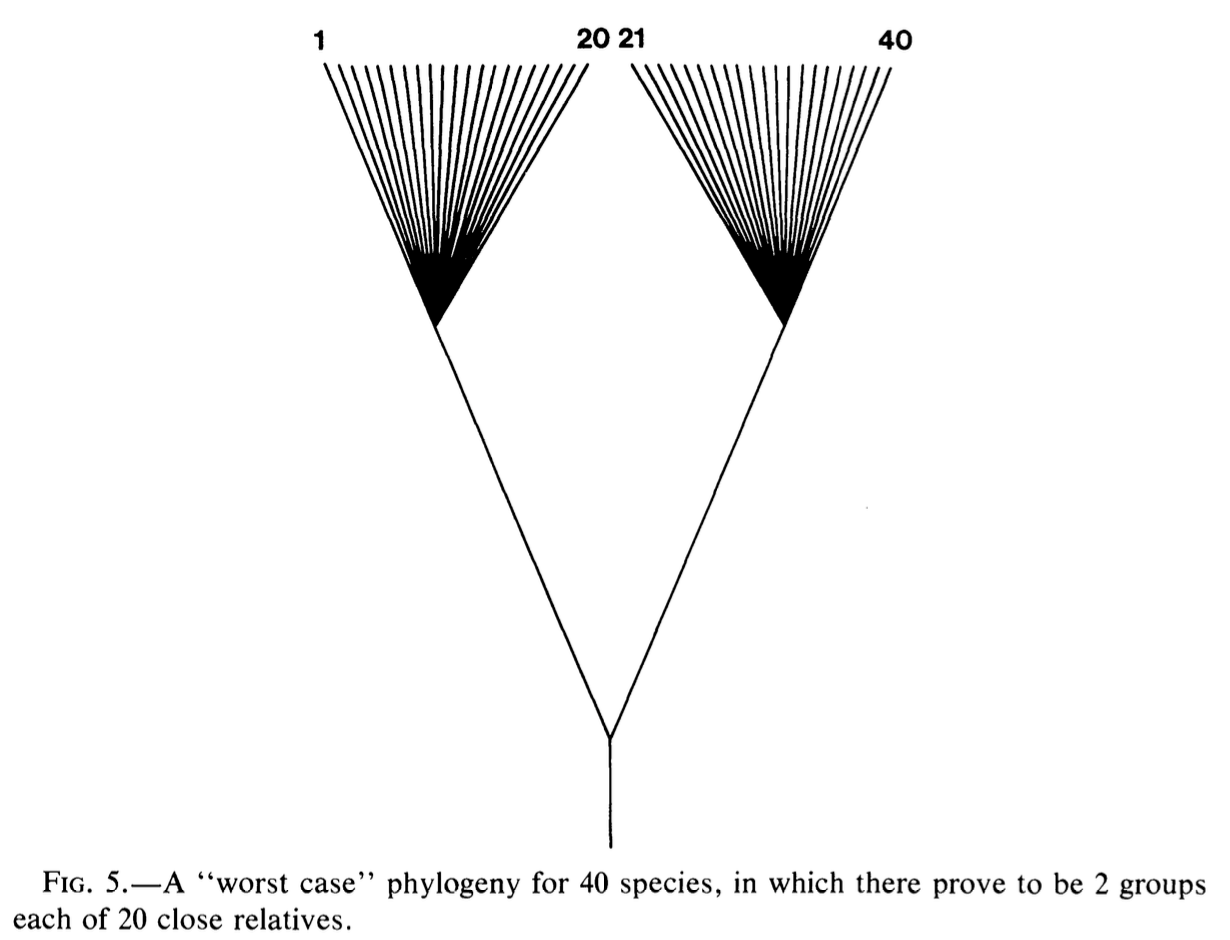 1 20 21 40
FIG. 5.—A “worst case” phylogeny for 40 species, in which there prove to be 2 groups
each of 20 close relatives.